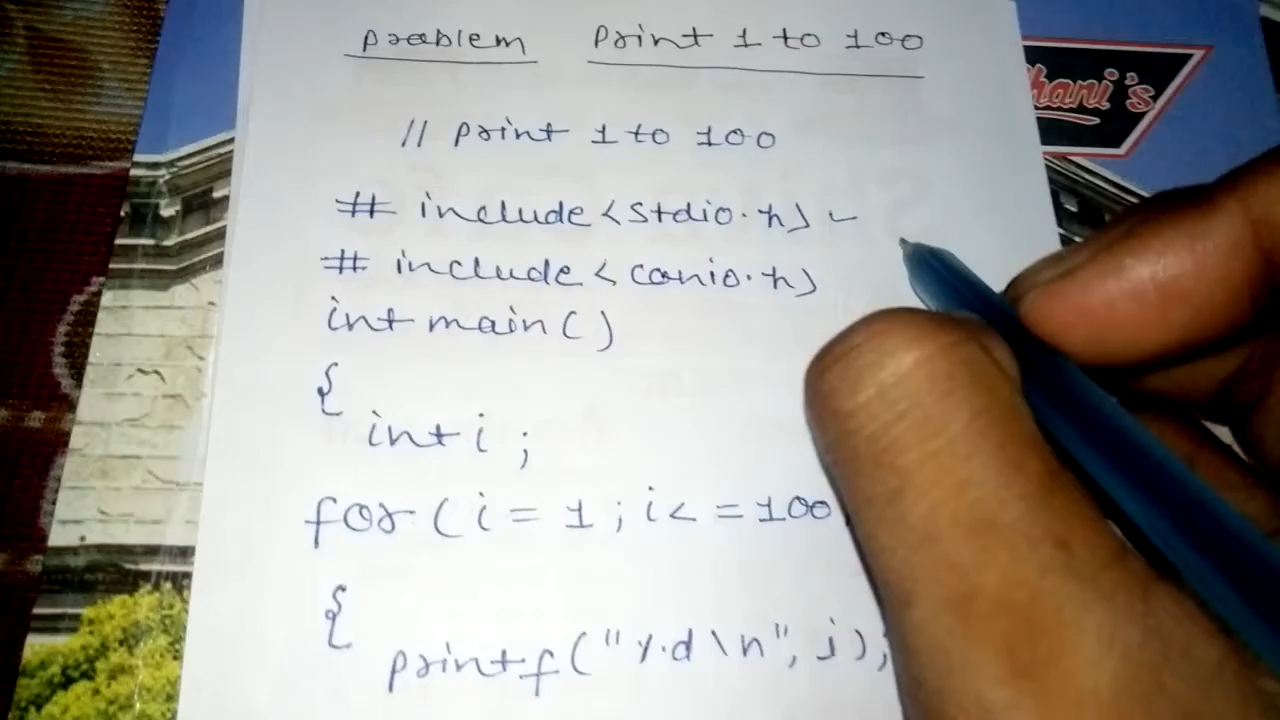 problem print 1 to 100
// print 1 to 100
# include <stdio.h>
# include <conio.h>
int main()
{
int i ;
for (i = 1 ; i < = 100
{
printf("%d\n", i);
hani's